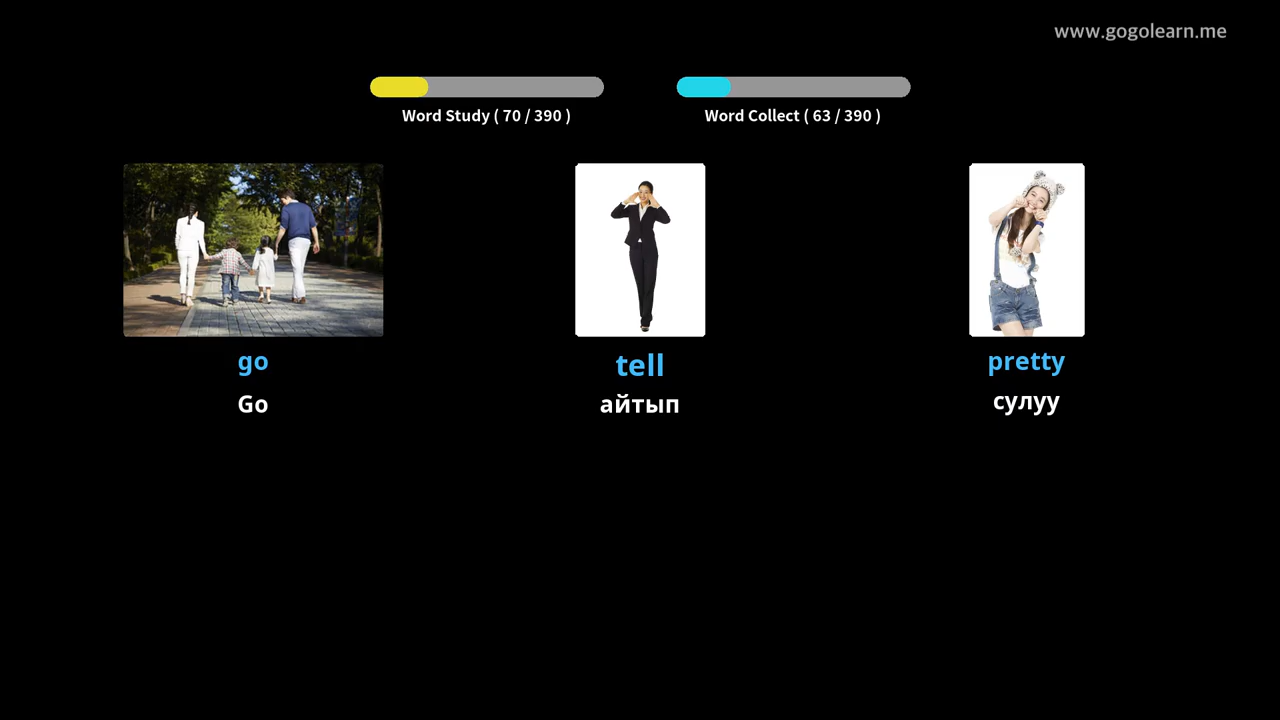 www.gogolearn.me
Word Study ( 70 / 390 )
Word Collect ( 63 / 390 )
go
Go
tell
айтып
pretty
сулуу